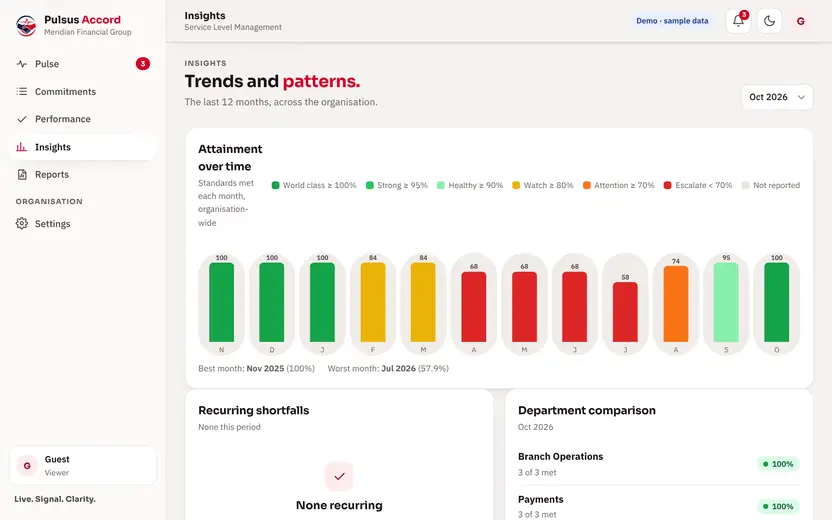 Pulsus Accord
Meridian Financial Group
Pulse
3
Commitments
Performance
Insights
Reports
ORGANISATION
Settings
G
Guest
Viewer
Live. Signal. Clarity.
Insights
Service Level Management
Demo · sample data
3
G
INSIGHTS
Trends and patterns.
The last 12 months, across the organisation.
Oct 2026
Attainment
over time
Standards met
each month,
organisation-
wide
World class ≥ 100%
Strong ≥ 95%
Healthy ≥ 90%
Watch ≥ 80%
Attention ≥ 70%
Escalate < 70%
Not reported
100 100 100 84 84 68 68 68 58 74 95 100
N D J F M A M J J A S O
Best month: Nov 2025 (100%) Worst month: Jul 2026 (57.9%)
Recurring shortfalls
None this period
None recurring
Department comparison
Oct 2026
Branch Operations
3 of 3 met
100%
Payments
3 of 3 met
100%